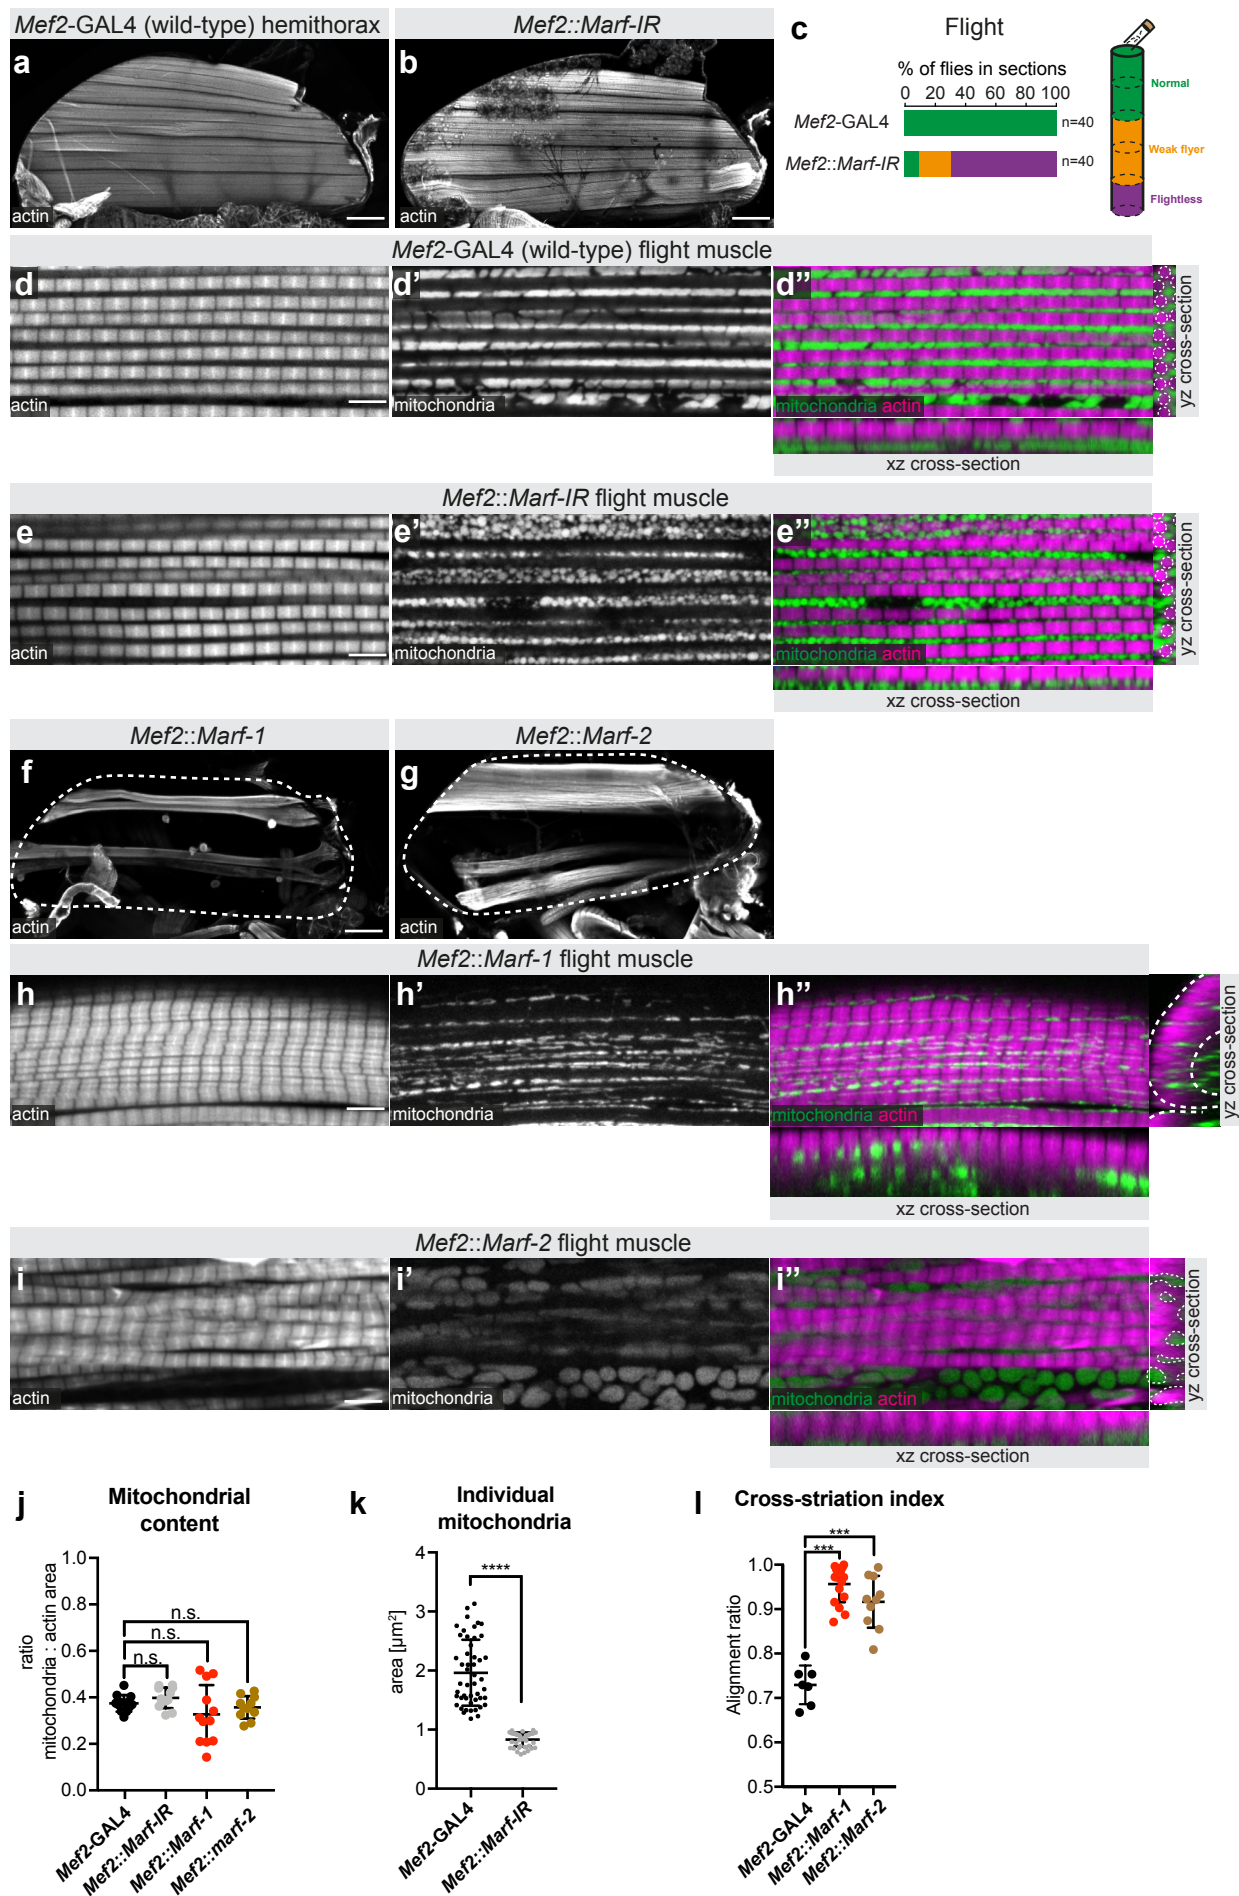 Mef2-GAL4 (wild-type) hemithorax
Mef2::Marf-IR
a
actin
b
actin
c
Flight
% of flies in sections
0 20 40 60 80 100
Mef2-GAL4
n=40
Mef2::Marf-IR
n=40
Normal
Weak flyer
Flightless
Mef2-GAL4 (wild-type) flight muscle
d
actin
d'
mitochondria
d''
mitochondria actin
yz cross-section
xz cross-section
Mef2::Marf-IR flight muscle
e
actin
e'
mitochondria
e''
mitochondria actin
yz cross-section
xz cross-section
Mef2::Marf-1
Mef2::Marf-2
f
actin
g
actin
Mef2::Marf-1 flight muscle
h
actin
h'
mitochondria
h''
mitochondria actin
yz cross-section
xz cross-section
Mef2::Marf-2 flight muscle
i
actin
i'
mitochondria
i''
mitochondria actin
yz cross-section
xz cross-section
j
Mitochondrial
content
ratio
mitochondria : actin area
1.0
0.8
0.6
0.4
0.2
0.0
n.s.
n.s.
n.s.
Mef2-GAL4
Mef2::Marf-IR
Mef2::Marf-1
Mef2::marf-2
k
Individual
mitochondria
area [µm²]
4
3
2
1
0
****
Mef2-GAL4
Mef2::Marf-IR
l
Cross-striation index
Alignment ratio
1.0
0.9
0.8
0.7
0.6
0.5
***
***
Mef2-GAL4
Mef2::Marf-1
Mef2::Marf-2